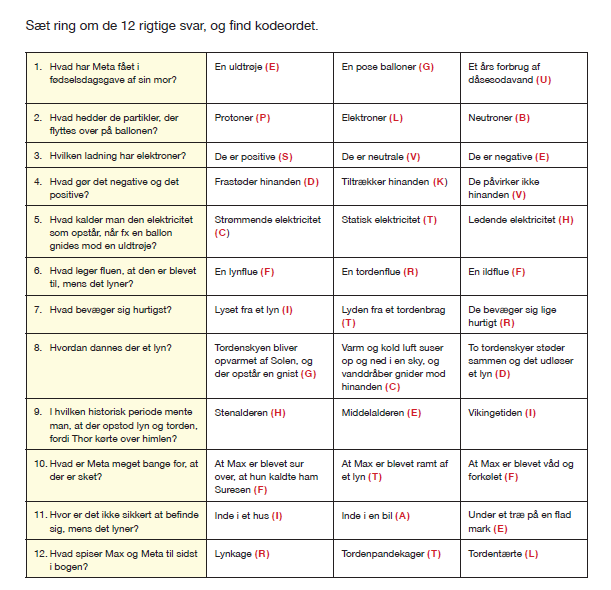 Sæt ring om de 12 rigtige svar, og find kodeordet.
1. Hvad har Meta fået i
fødselsdagsgave af sin mor?
En uldtrøje (E)
En pose balloner (G)
Et års forbrug af
dåsesodavand (U)
2. Hvad hedder de partikler, der
flyttes over på ballonen?
Protoner (P)
Elektroner (L)
Neutroner (B)
3. Hvilken ladning har elektroner?
De er positive (S)
De er neutrale (V)
De er negative (E)
4. Hvad gør det negative og det
positive?
Frastøder hinanden (D)
Tiltrækker hinanden (K)
De påvirker ikke
hinanden (V)
5. Hvad kalder man den elektricitet
som opstår, når fx en ballon
gnides mod en uldtrøje?
Strømmende elektricitet
(C)
Statisk elektricitet (T)
Ledende elektricitet (H)
6. Hvad leger fluen, at den er blevet
til, mens det lyner?
En lynflue (F)
En tordenflue (R)
En ildflue (F)
7. Hvad bevæger sig hurtigst?
Lyset fra et lyn (I)
Lyden fra et tordenbrag
(T)
De bevæger sig lige
hurtigt (R)
8. Hvordan dannes der et lyn?
Tordenskyen bliver
opvarmet af Solen, og
der opstår en gnist (G)
Varm og kold luft suser
op og ned i en sky, og
vanddråber gnider mod
hinanden (C)
To tordenskyer støder
sammen og det udløser
et lyn (D)
9. I hvilken historisk periode mente
man, at der opstod lyn og torden,
fordi Thor kørte over himlen?
Stenalderen (H)
Middelalderen (E)
Vikingetiden (I)
10. Hvad er Meta meget bange for, at
der er sket?
At Max er blevet sur
over, at hun kaldte ham
Suresen (F)
At Max er blevet ramt af
et lyn (T)
At Max er blevet våd og
forkølet (F)
11. Hvor er det ikke sikkert at befinde
sig, mens det lyner?
Inde i et hus (I)
Inde i en bil (A)
Under et træ på en flad
mark (E)
12. Hvad spiser Max og Meta til sidst
i bogen?
Lynkage (R)
Tordenpandekager (T)
Tordentærte (L)